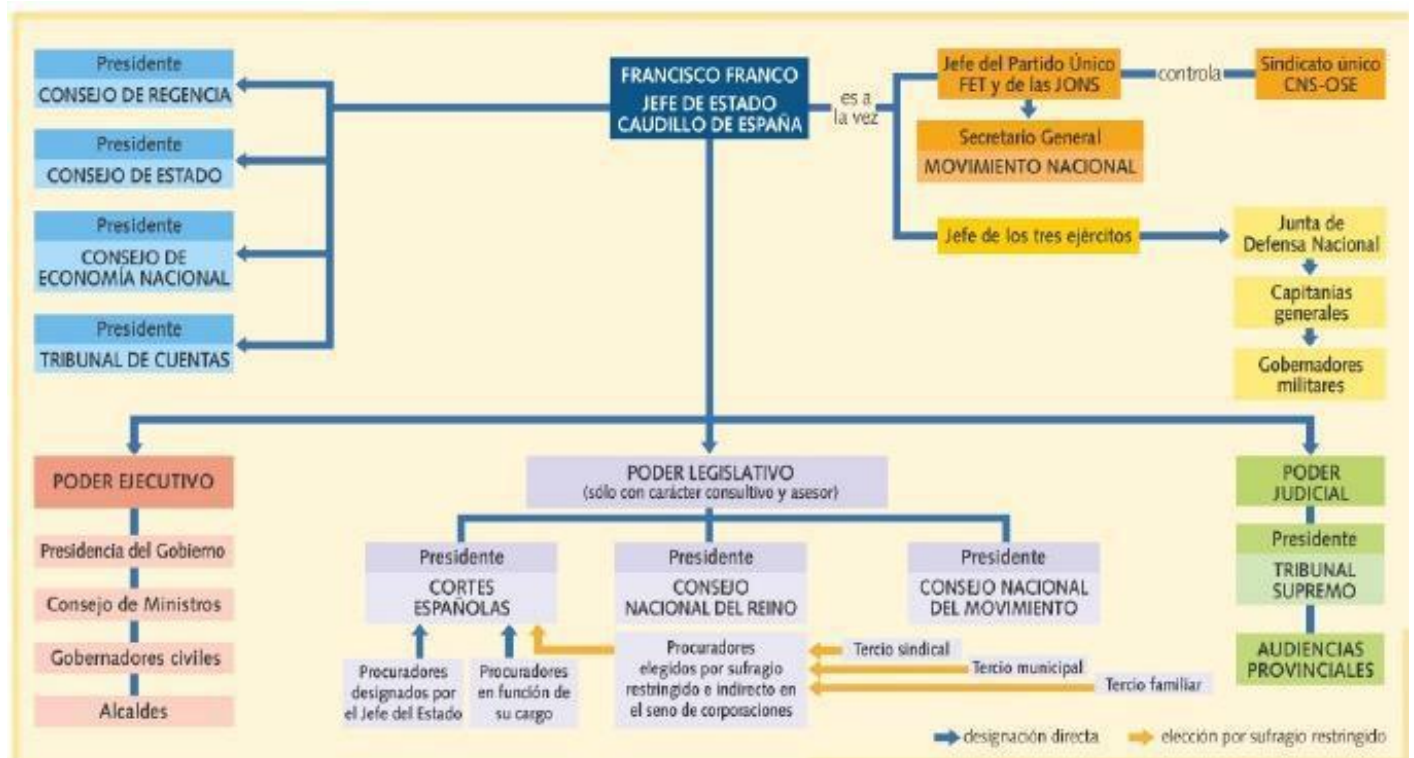 FRANCISCO FRANCO
JEFE DE ESTADO
CAUDILLO DE ESPAÑA
Presidente
CONSEJO DE REGENCIA
Presidente
CONSEJO DE ESTADO
Presidente
CONSEJO DE
ECONOMÍA NACIONAL
Presidente
TRIBUNAL DE CUENTAS
es a
la vez
Jefe del Partido Único
FET y de las JONS
controla
Sindicato único
CNS-OSE
Secretario General
MOVIMIENTO NACIONAL
Jefe de los tres ejércitos
Junta de
Defensa Nacional
Capitanías
generales
Gobernadores
militares
PODER EJECUTIVO
Presidencia del Gobierno
Consejo de Ministros
Gobernadores civiles
Alcaldes
PODER LEGISLATIVO
(sólo con carácter consultivo y asesor)
Presidente
CORTES
ESPAÑOLAS
Presidente
CONSEJO
NACIONAL DEL REINO
Presidente
CONSEJO NACIONAL
DEL MOVIMIENTO
Procuradores
designados por
el Jefe del Estado
Procuradores
en función de
su cargo
Procuradores
elegidos por sufragio
restringido e indirecto en
el seno de corporaciones
Tercio sindical
Tercio municipal
Tercio familiar
PODER
JUDICIAL
Presidente
TRIBUNAL
SUPREMO
AUDIENCIAS
PROVINCIALES
designación directa
elección por sufragio restringido